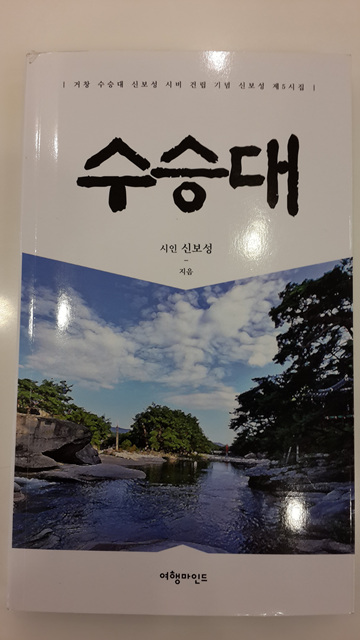 | 거창 수승대 신보성 시비 건립 기념 신보성 제5시집 |
수승대
시인 신보성
지음
여행마인드